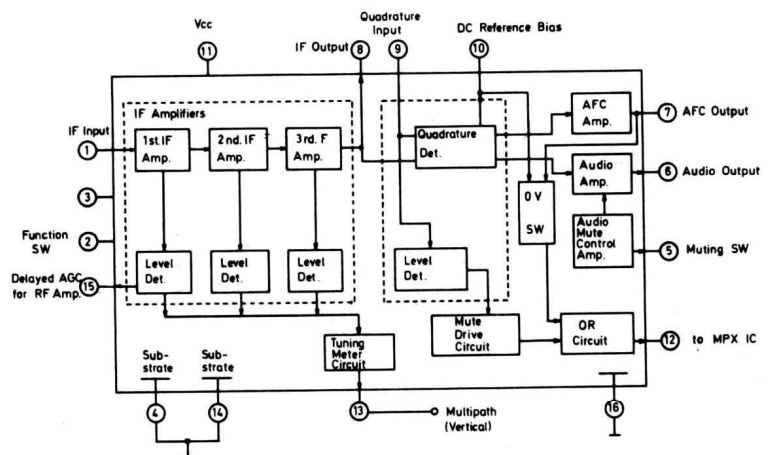 Vcc
11
IF Output
8
Quadrature
Input
9
DC Reference Bias
10
IF Amplifiers
IF Input
1
1st. IF
Amp.
2nd. IF
Amp.
3rd. F
Amp.
Quadrature
Det.
AFC
Amp.
7
AFC Output
3
0 V
SW
Audio
Amp.
6
Audio Output
Function
SW
2
Audio
Mute
Control
Amp.
5
Muting SW
Delayed AGC
for RF Amp.
15
Level
Det.
Level
Det.
Level
Det.
Level
Det.
Tuning
Meter
Circuit
Mute
Drive
Circuit
OR
Circuit
12
to MPX IC
Sub-
strate
Sub-
strate
4
14
13
Multipath
(Vertical)
16